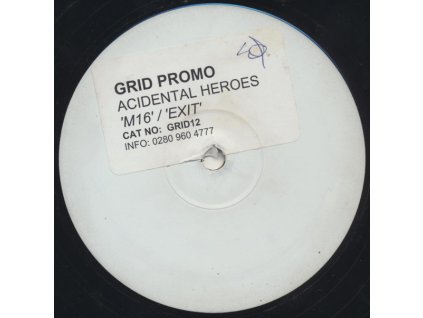 GRID PROMO
ACIDENTAL HEROES
'M16' / 'EXIT'
CAT NO: GRID12
INFO: 0280 960 4777